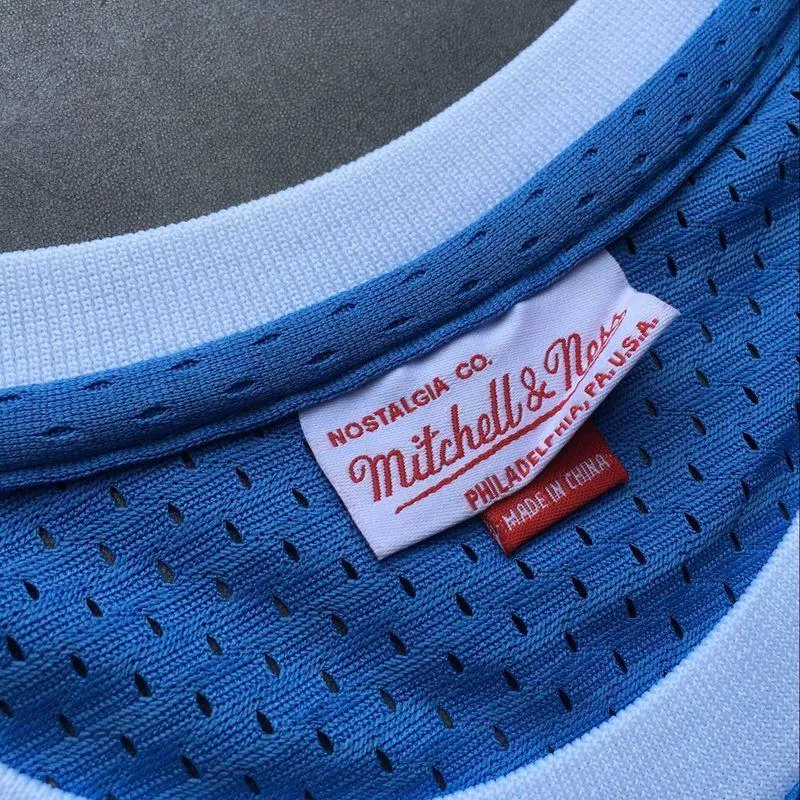 NOSTALGIA CO.
Mitchell & Ness
PHILADELPHIA, PA. U.S.A.
MADE IN CHINA